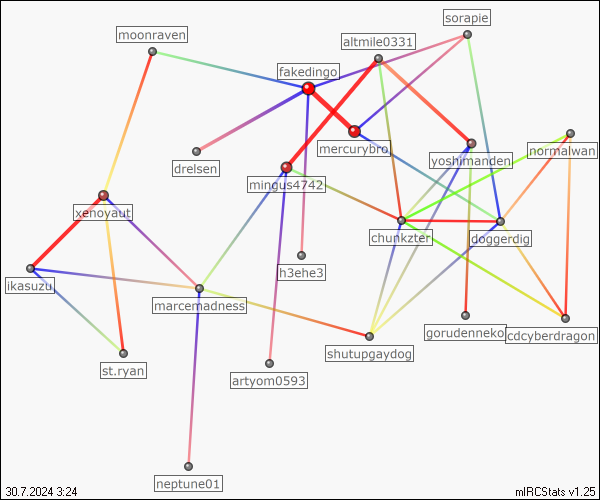 sorapie
moonraven
altmile0331
fakedingo
normalwan
mercurybro
yoshimanden
drelsen
mingus4742
xenoyaut
chunkzter
doggerdig
h3ehe3
ikasuzu
marcemadness
gorudenneko
cdcyberdragon
shutupgaydog
st.ryan
artyom0593
neptune01
30.7.2024 3:24
mIRCStats v1.25